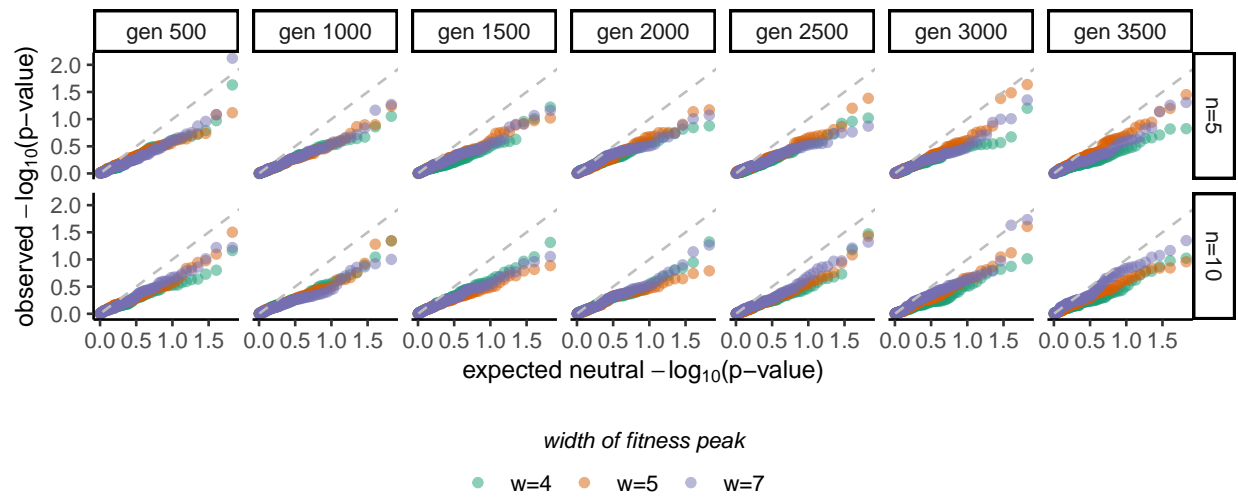 gen 500 gen 1000 gen 1500 gen 2000 gen 2500 gen 3000 gen 3500
observed −log₁₀(p−value)
2.0
1.5
1.0
0.5
0.0
n=5
2.0
1.5
1.0
0.5
0.0
n=10
0.0 0.5 1.0 1.5 0.0 0.5 1.0 1.5 0.0 0.5 1.0 1.5 0.0 0.5 1.0 1.5 0.0 0.5 1.0 1.5 0.0 0.5 1.0 1.5 0.0 0.5 1.0 1.5
expected neutral −log₁₀(p−value)
width of fitness peak
w=4 w=5 w=7